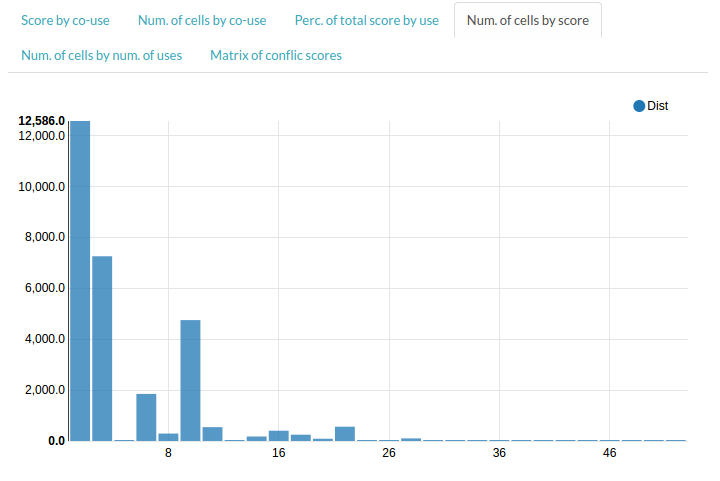 Score by co-use Num. of cells by co-use Perc. of total score by use Num. of cells by score
Num. of cells by num. of uses Matrix of conflic scores
Dist
12,586.0
12,000.0
10,000.0
8,000.0
6,000.0
4,000.0
2,000.0
0.0
8 16 26 36 46